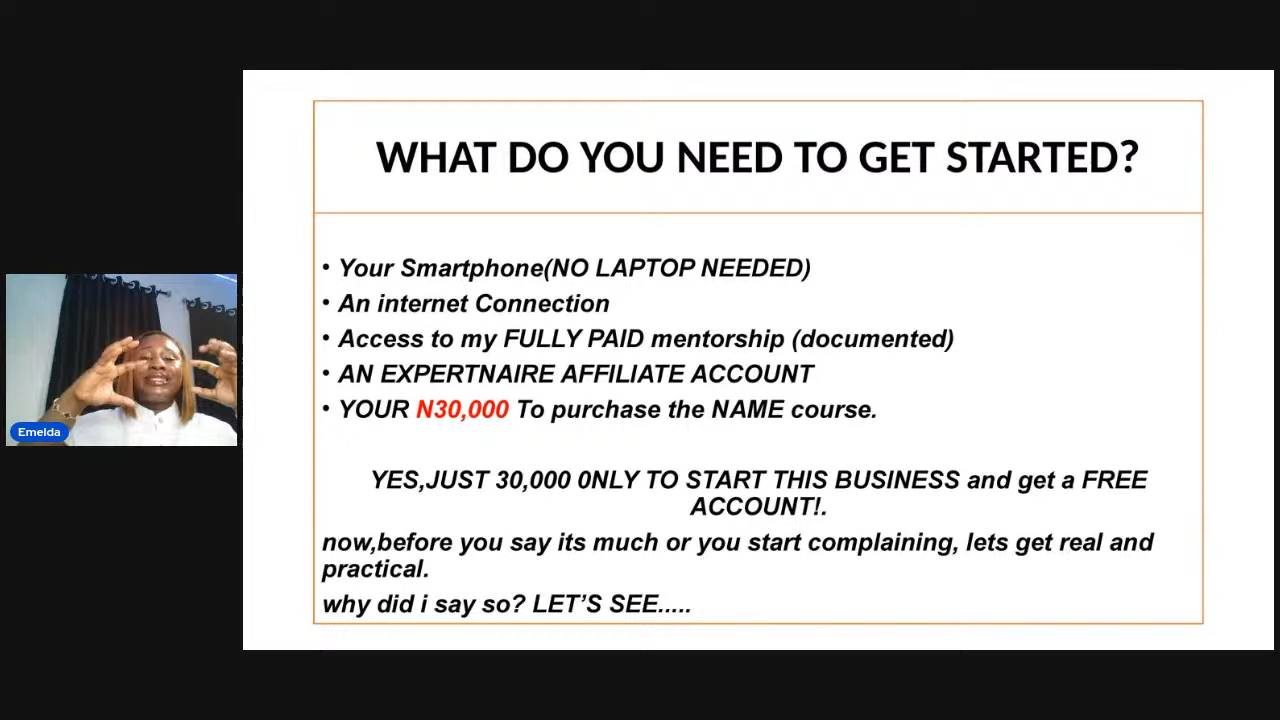 WHAT DO YOU NEED TO GET STARTED?
• Your Smartphone(NO LAPTOP NEEDED)
• An internet Connection
• Access to my FULLY PAID mentorship (documented)
• AN EXPERTNAIRE AFFILIATE ACCOUNT
• YOUR N30,000 To purchase the NAME course.
YES,JUST 30,000 0NLY TO START THIS BUSINESS and get a FREE
ACCOUNT!.
now,before you say its much or you start complaining, lets get real and
practical.
why did i say so? LET’S SEE.....
Emelda